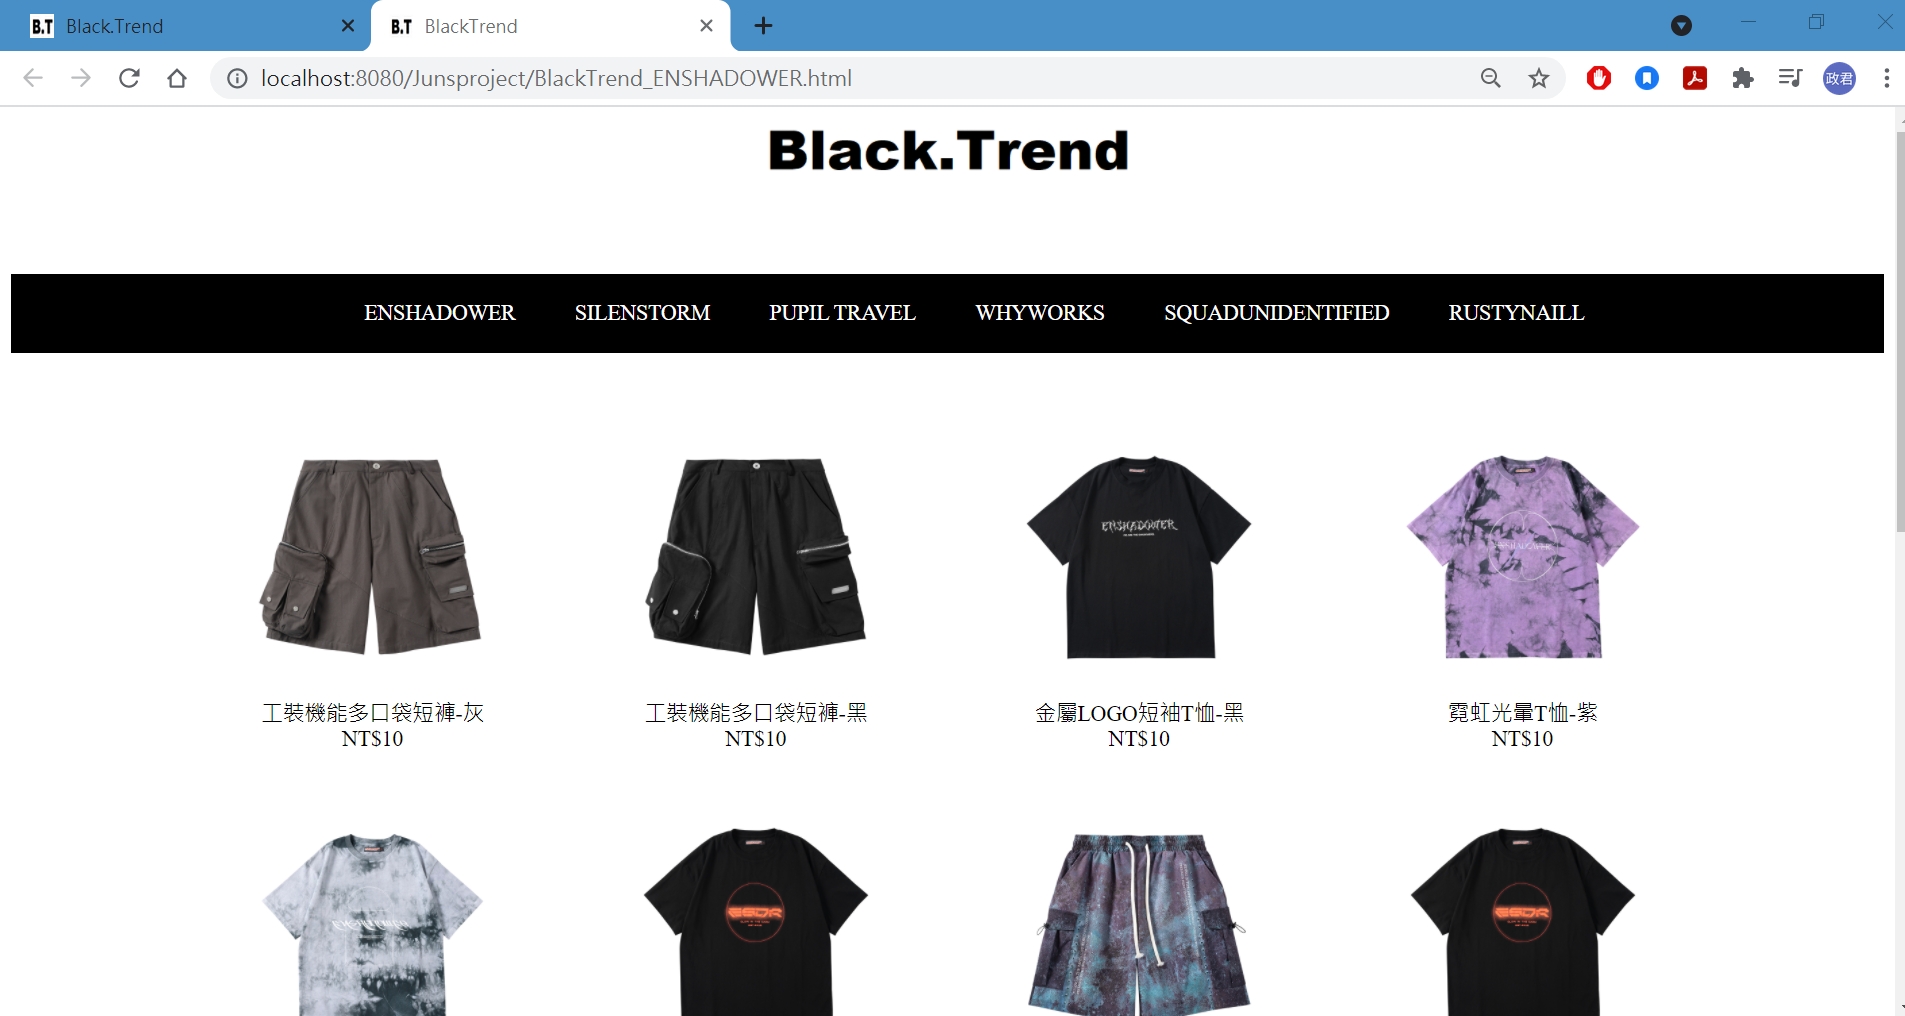 B.T Black.Trend
B.T BlackTrend
localhost:8080/Junsproject/BlackTrend_ENSHADOWER.html
政君
Black.Trend
ENSHADOWER SILENSTORM PUPIL TRAVEL WHYWORKS SQUADUNIDENTIFIED RUSTYNAILL
ENSHADOWER
ENSHADOWER
工裝機能多口袋短褲-灰
NT$10
工裝機能多口袋短褲-黑
NT$10
金屬LOGO短袖T恤-黑
NT$10
霓虹光暈T恤-紫
NT$10
ESDR
ESDR